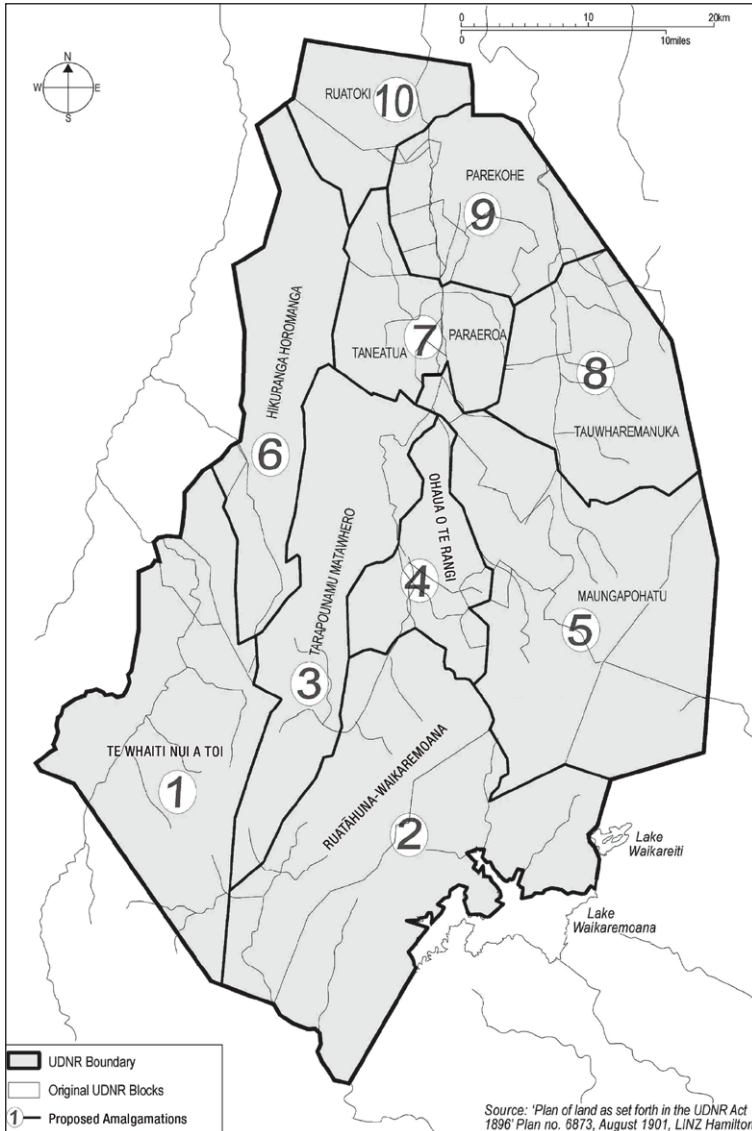 0 10 20km
0 10miles
N
W E
S
RUATOKI 10
PAREKOHE
9
HIKURANGA HOROMANGA
7 PARAEROA
TANEATUA
8
TAUWHAREMANUKA
6
OHAUA O TE RANGI
TARAPOUNAMU MATAWHERO
4
MAUNGAPOHATU
5
3
TE WHAITI NUI A TOI
1
RUATĀHUNA-WAIKAREMOANA
2
Lake
Waikareiti
Lake
Waikaremoana
UDNR Boundary
Original UDNR Blocks
1 Proposed Amalgamations
Source: 'Plan of land as set forth in the UDNR Act
1896' Plan no. 6873, August 1901, LINZ Hamilton